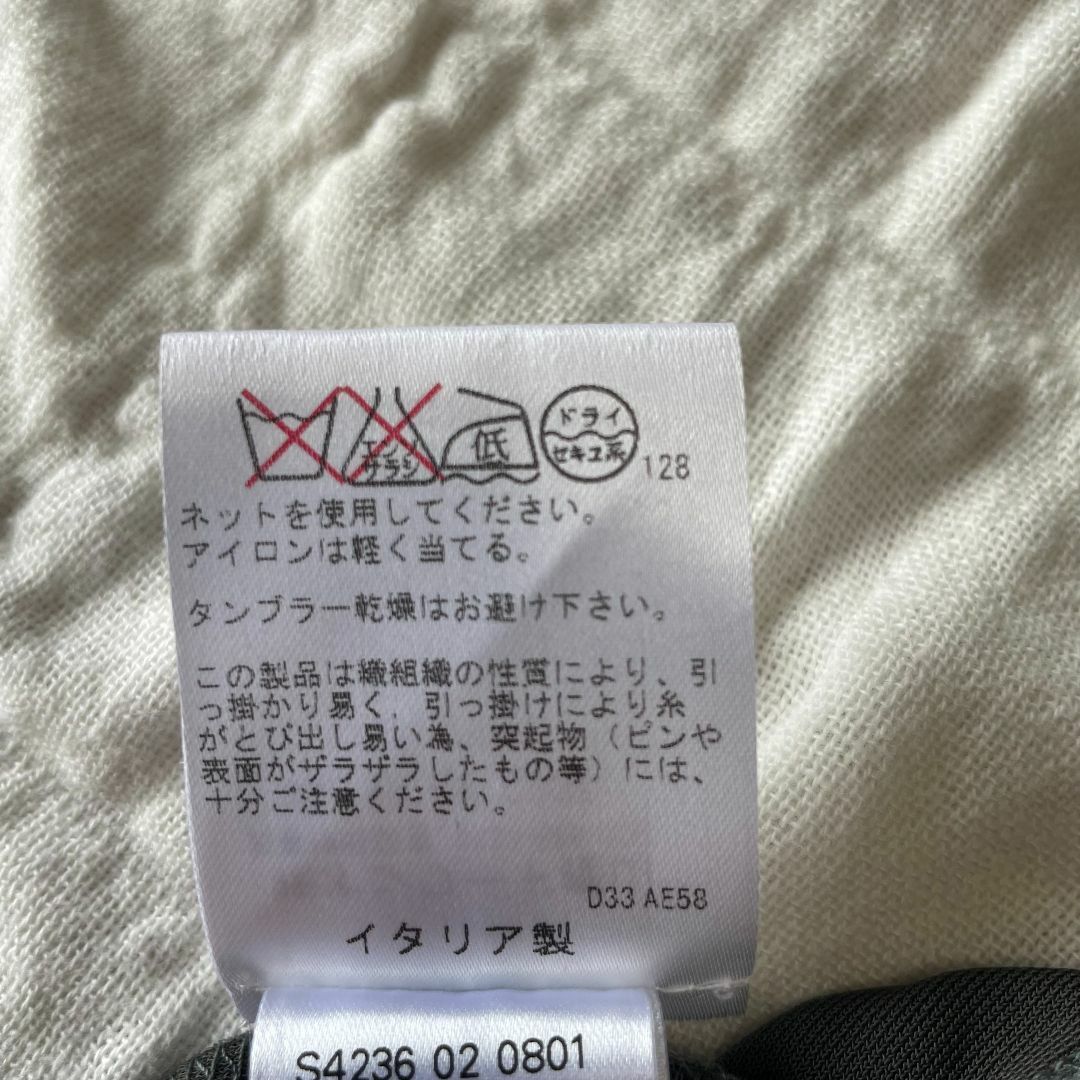 エンソ
サラシ
低
ドライ
セキユ系
128
ネットを使用してください。
アイロンは軽く当てる。
タンブラー乾燥はお避け下さい。
この製品は織組織の性質により、引
っ掛かり易く、引っ掛けにより糸
がとび出し易い為、突起物（ピンや
表面がザラザラしたもの等）には、
十分ご注意ください。
D33 AE58
イタリア製
S4236 02 0801